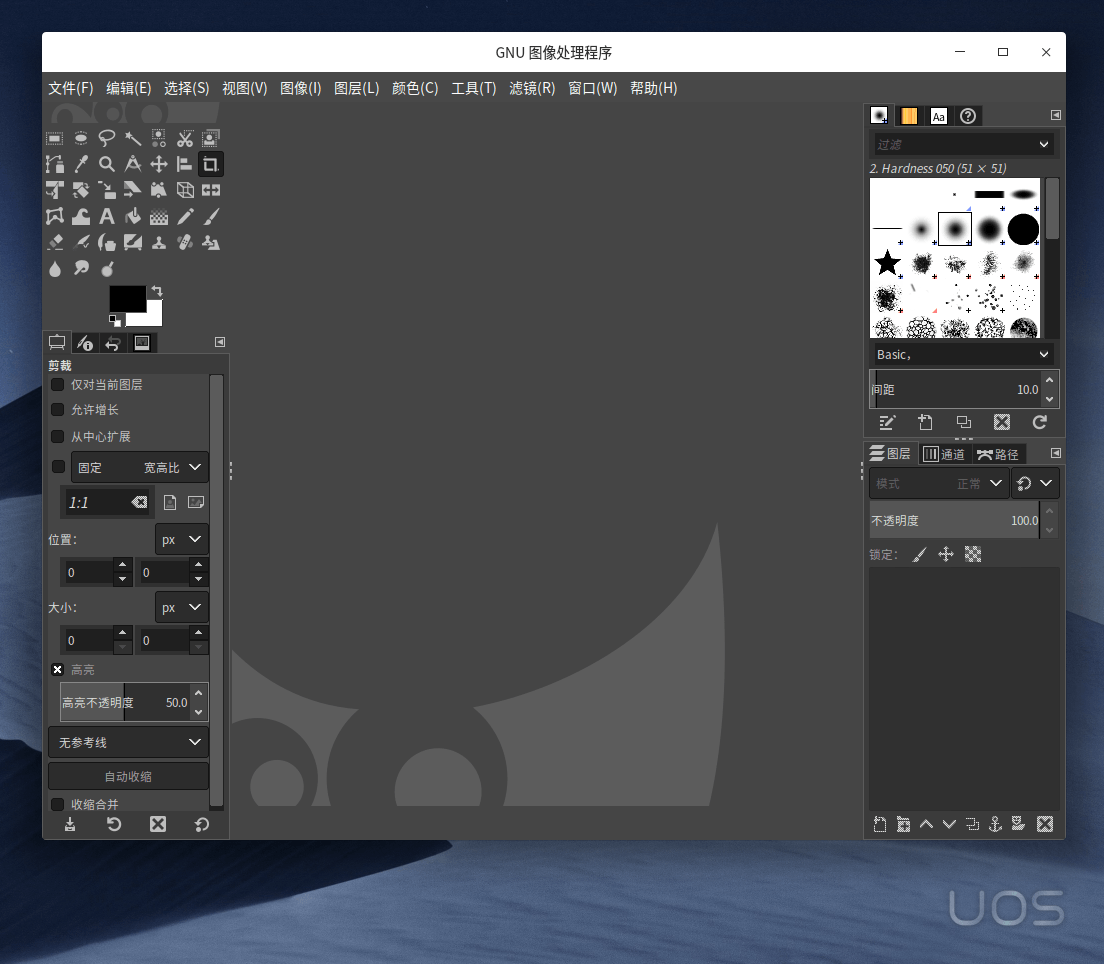 GNU 图像处理程序
文件(F) 编辑(E) 选择(S) 视图(V) 图像(I) 图层(L) 颜色(C) 工具(T) 滤镜(R) 窗口(W) 帮助(H)
Aa
过滤
2. Hardness 050 (51 × 51)
Basic,
间距 10.0
剪裁
仅对当前图层
允许增长
从中心扩展
固定 宽高比
1:1
位置: px
0 0
大小: px
0 0
高亮
高亮不透明度 50.0
无参考线
自动收缩
收缩合并
图层 通道 路径
模式 正常
不透明度 100.0
锁定:
UOS